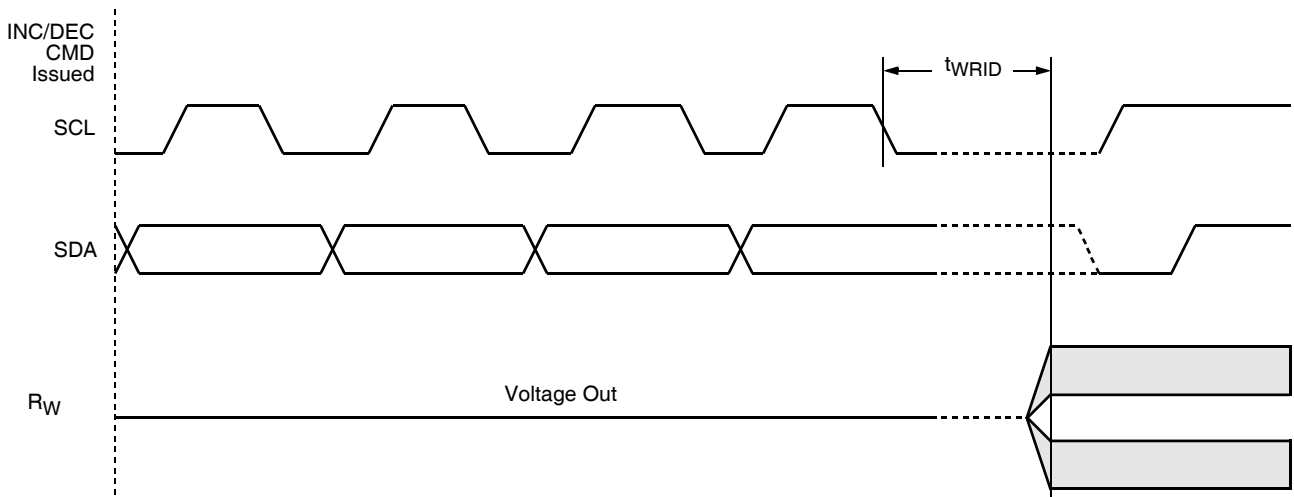 INC/DEC
CMD
Issued
tWRID
SCL
SDA
Voltage Out
RW